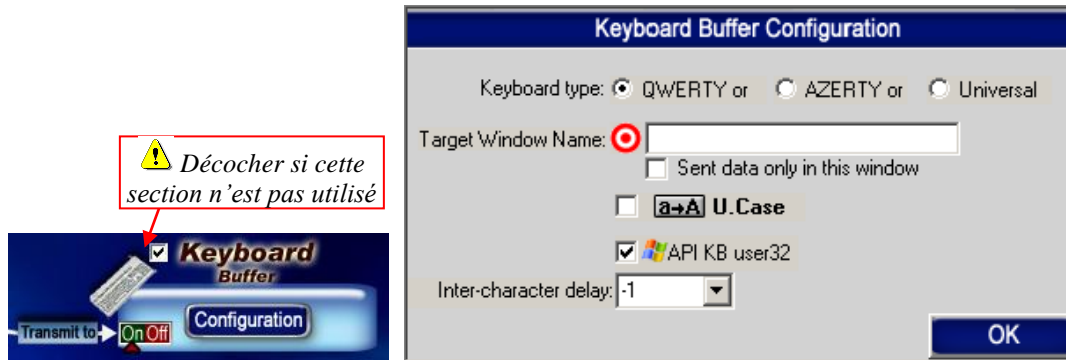 Décocher si cette
section n'est pas utilisé
Keyboard
Buffer
Transmit to
On Off
Configuration
Keyboard Buffer Configuration
Keyboard type: QWERTY or AZERTY or Universal
Target Window Name:
Sent data only in this window
a→A U.Case
API KB user32
Inter-character delay: -1
OK